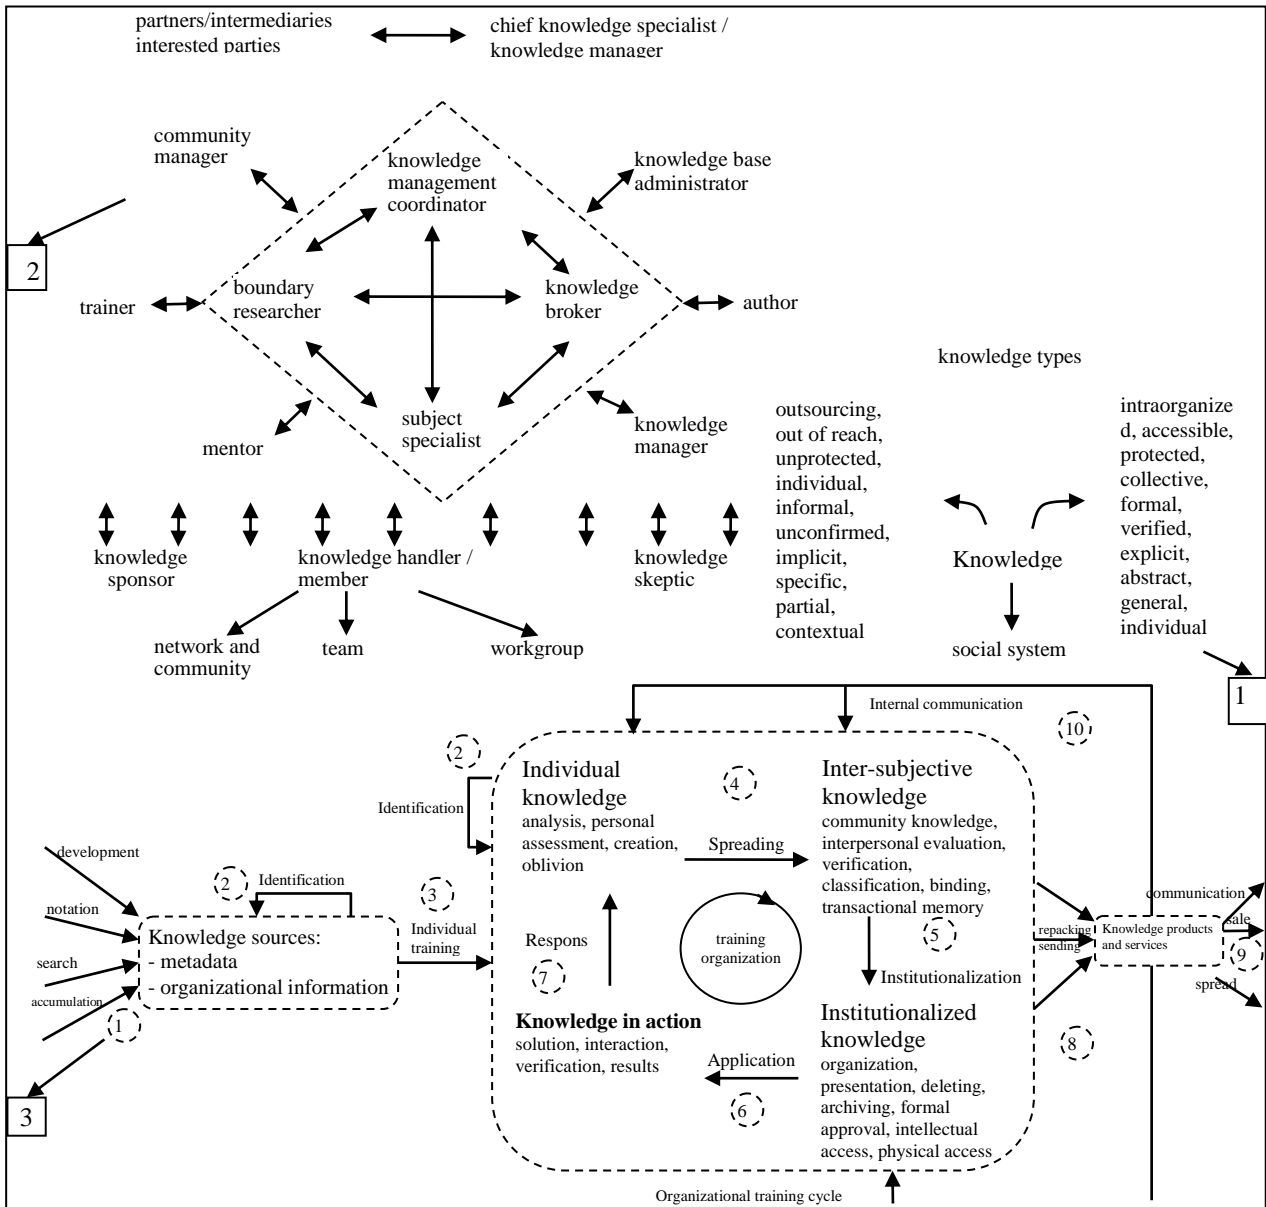 partners/intermediaries
interested parties
chief knowledge specialist /
knowledge manager
community
manager
knowledge
management
coordinator
knowledge base
administrator
2
trainer
boundary
researcher
knowledge
broker
author
knowledge types
mentor
subject
specialist
knowledge
manager
outsourcing,
out of reach,
unprotected,
individual,
informal,
unconfirmed,
implicit,
specific,
partial,
contextual
intraorganize
d, accessible,
protected,
collective,
formal,
verified,
explicit,
abstract,
general,
individual
knowledge
sponsor
knowledge handler /
member
knowledge
skeptic
Knowledge
network and
community
team
workgroup
social system
1
Internal communication
10
2
Identification
Individual
knowledge
analysis, personal
assessment, creation,
oblivion
4
Spreading
Inter-subjective
knowledge
community knowledge,
interpersonal evaluation,
verification,
classification, binding,
transactional memory
development
notation
search
accumulation
1
2
Identification
Knowledge sources:
- metadata
- organizational information
3
Individual
training
Respons
7
training
organization
5
Institutionalization
repacking
sending
Knowledge products
and services
communication
sale
9
spread
3
Knowledge in action
solution, interaction,
verification, results
Application
6
Institutionalized
knowledge
organization,
presentation, deleting,
archiving, formal
approval, intellectual
access, physical access
8
Organizational training cycle